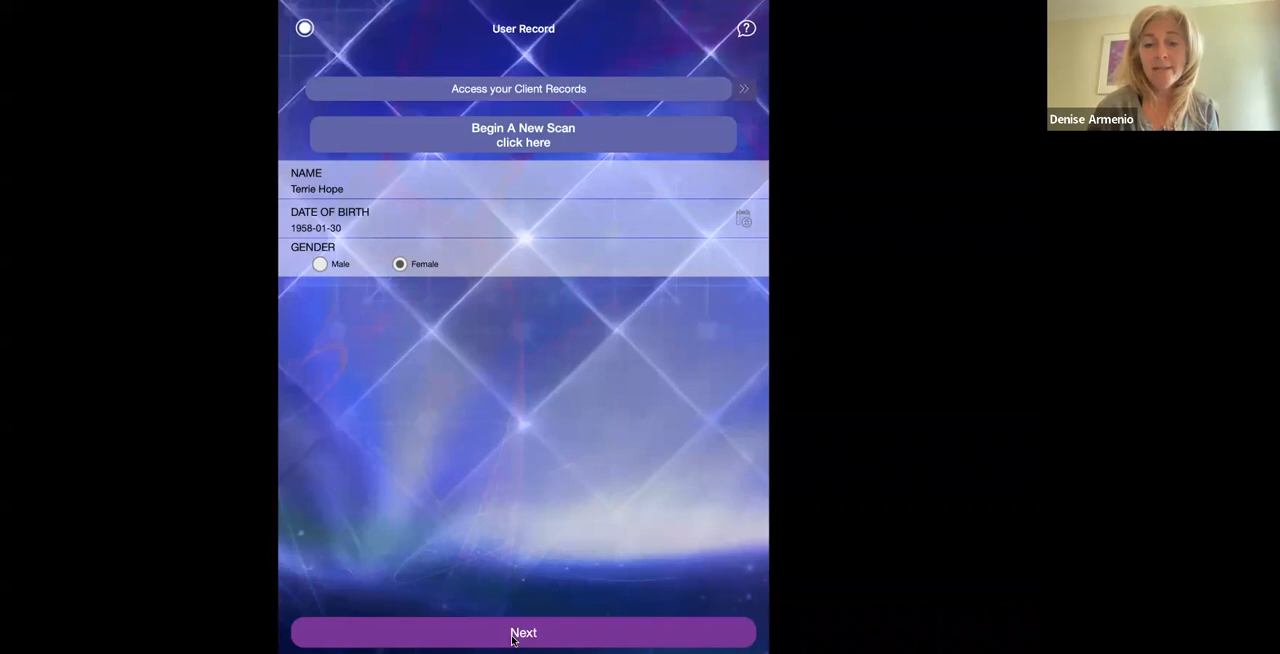 User Record
Access your Client Records
Begin A New Scan
click here
NAME
Terrie Hope
DATE OF BIRTH
1958-01-30
GENDER
Male
Female
Next
Denise Armenio